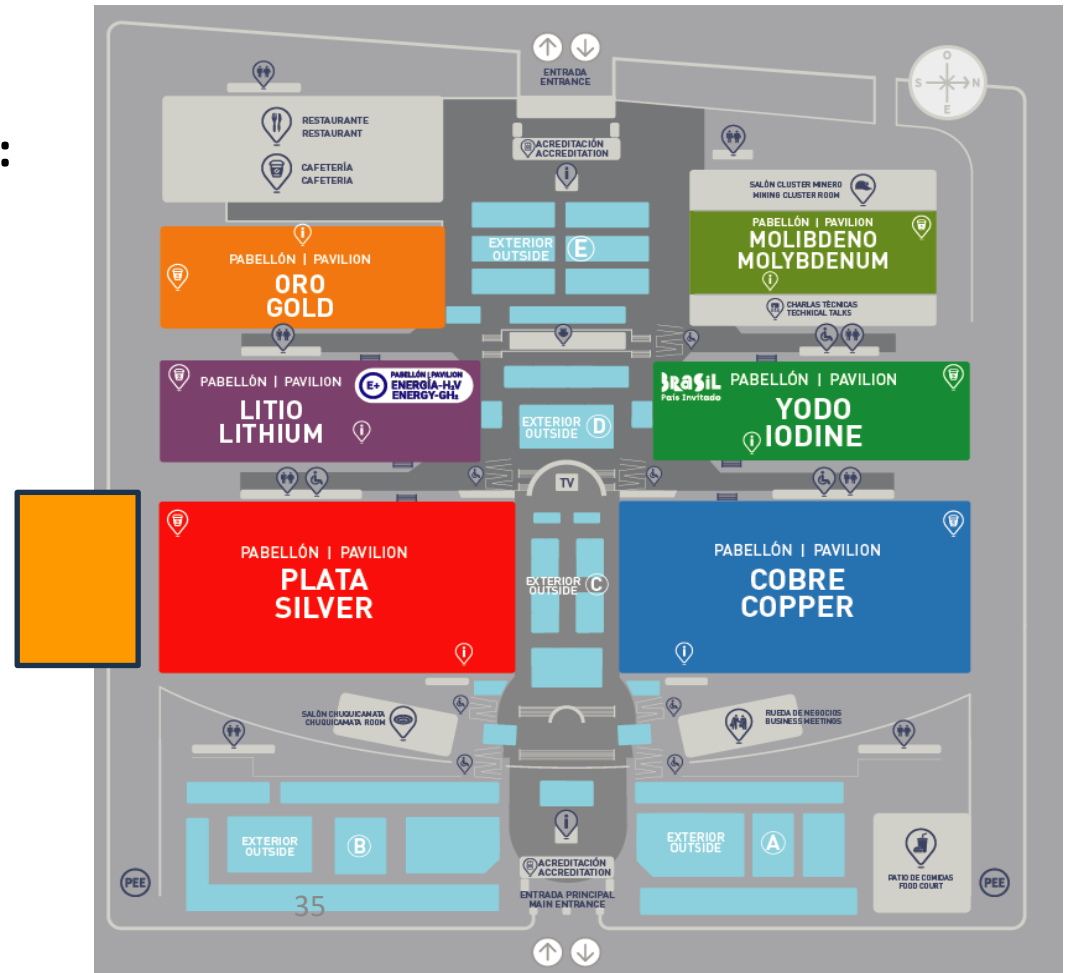 :
ENTRADA
ENTRANCE
O
S
N
E
RESTAURANTE
RESTAURANT
CAFETERÍA
CAFETERIA
ACREDITACIÓN
ACCREDITATION
i
SALÓN CLUSTER MINERO
MINING CLUSTER ROOM
PABELLÓN | PAVILION
MOLIBDENO
MOLYBDENUM
i
CHARLAS TÉCNICAS
TECHNICAL TALKS
EXTERIOR
OUTSIDE
E
i
PABELLÓN | PAVILION
ORO
GOLD
PABELLÓN | PAVILION
LITIO
LITHIUM
i
E+
PABELLÓN | PAVILION
ENERGÍA-H₂V
ENERGY-GH₂
EXTERIOR
OUTSIDE
D
BRASIL
País Invitado
PABELLÓN | PAVILION
YODO
IODINE
i
TV
PABELLÓN | PAVILION
PLATA
SILVER
i
EXTERIOR
OUTSIDE
C
PABELLÓN | PAVILION
COBRE
COPPER
i
SALÓN CHUQUICAMATA
CHUQUICAMATA ROOM
RUEDA DE NEGOCIOS
BUSINESS MEETINGS
EXTERIOR
OUTSIDE
B
i
EXTERIOR
OUTSIDE
A
PATIO DE COMIDAS
FOOD COURT
PEE
PEE
ACREDITACIÓN
ACCREDITATION
ENTRADA PRINCIPAL
MAIN ENTRANCE
35